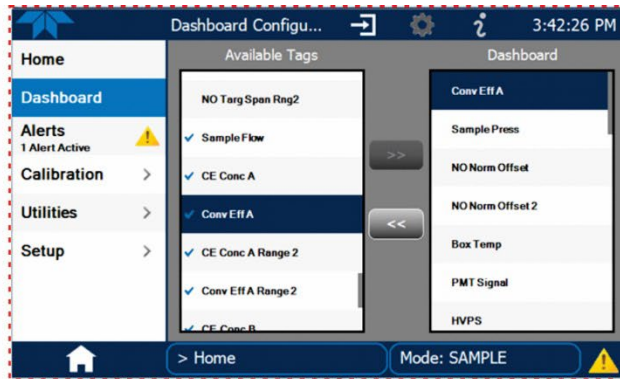 Dashboard Configu...
3:42:26 PM
Home
Dashboard
Alerts
1 Alert Active
Calibration
Utilities
Setup
Available Tags
NO Targ Span Rng2
Sample Flow
CE Conc A
Conv Eff A
CE Conc A Range 2
Conv Eff A Range 2
CE Conc B
>>
<<
Dashboard
Conv Eff A
Sample Press
NO Norm Offset
NO Norm Offset 2
Box Temp
PMT Signal
HVPS
> Home
Mode: SAMPLE